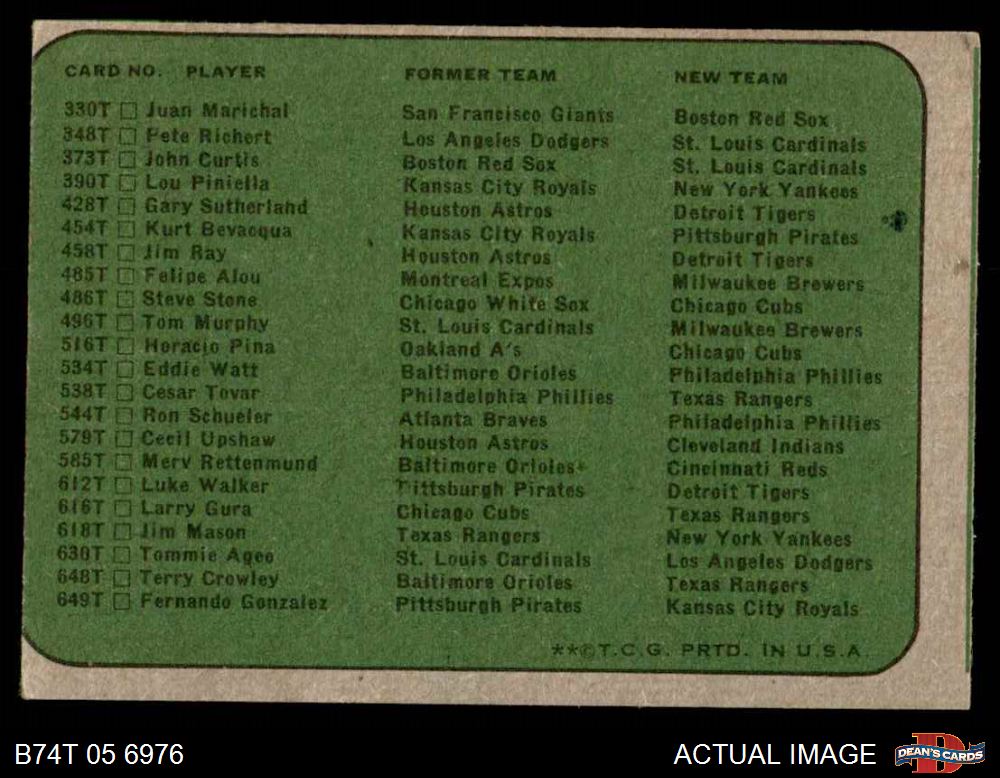 CARD NO. PLAYER FORMER TEAM NEW TEAM
330T Juan Marichal San Francisco Giants Boston Red Sox
348T Pete Richert Los Angeles Dodgers St. Louis Cardinals
373T John Curtis Boston Red Sox St. Louis Cardinals
390T Lou Piniella Kansas City Royals New York Yankees
428T Gary Sutherland Houston Astros Detroit Tigers
454T Kurt Bevacqua Kansas City Royals Pittsburgh Pirates
458T Jim Ray Houston Astros Detroit Tigers
485T Felipe Alou Montreal Expos Milwaukee Brewers
486T Steve Stone Chicago White Sox Chicago Cubs
496T Tom Murphy St. Louis Cardinals Milwaukee Brewers
516T Horacio Pina Oakland A's Chicago Cubs
534T Eddie Watt Baltimore Orioles Philadelphia Phillies
538T Cesar Tovar Philadelphia Phillies Texas Rangers
544T Ron Schueler Atlanta Braves Philadelphia Phillies
579T Cecil Upshaw Houston Astros Cleveland Indians
585T Merv Rettenmund Baltimore Orioles Cincinnati Reds
612T Luke Walker Pittsburgh Pirates Detroit Tigers
616T Larry Gura Chicago Cubs Texas Rangers
618T Jim Mason Texas Rangers New York Yankees
630T Tommie Agee St. Louis Cardinals Los Angeles Dodgers
648T Terry Crowley Baltimore Orioles Texas Rangers
649T Fernando Gonzalez Pittsburgh Pirates Kansas City Royals
**©T.C.G. PRTD. IN U.S.A.
B74T 05 6976 ACTUAL IMAGE DEAN'S CARDS